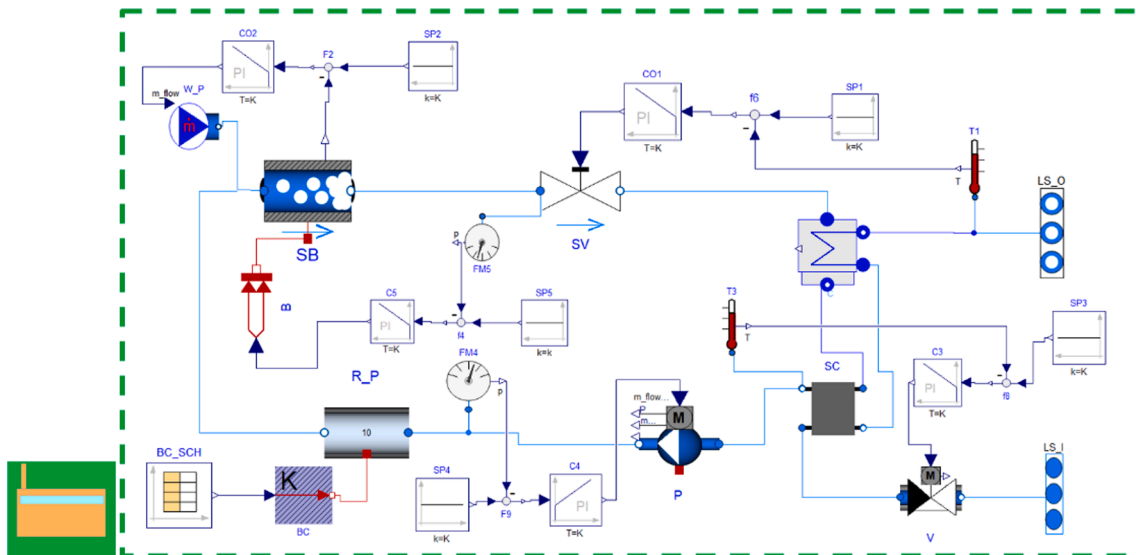 CO2
PI
T=K
F2
SP2
k=K
m_flow
W_P
m
SB
CO1
PI
T=K
f6
SP1
k=K
T1
T
LS_O
SV
p
FM5
C
B
C5
PI
T=K
f4
SP5
k=k
R_P
FM4
p
T3
T
SP3
k=K
C3
PI
T=K
f8
SC
10
m_flow...
P
m...
M
P
BC_SCH
K
BC
SP4
k=K
F9
C4
PI
T=K
M
V
LS_I